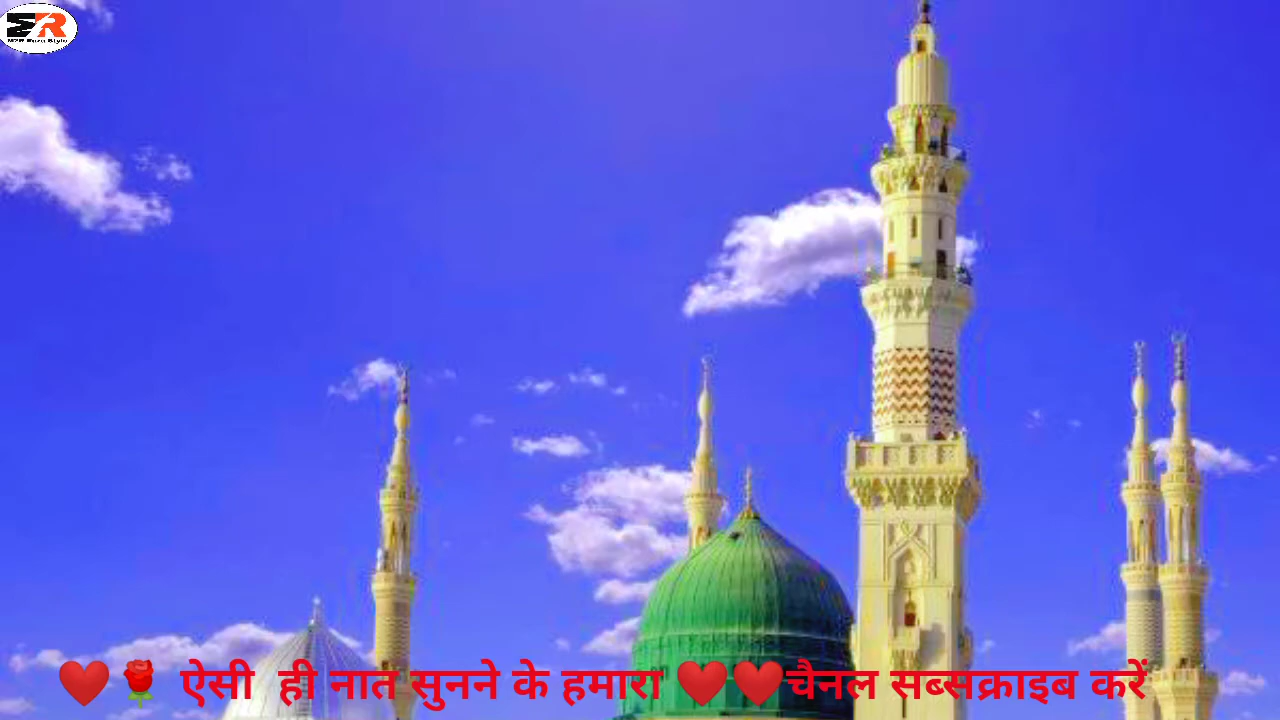 ❤️🌹 ऐसी ही नात सुनने के हमारा ❤️❤️चैनल सब्सक्राइब करें